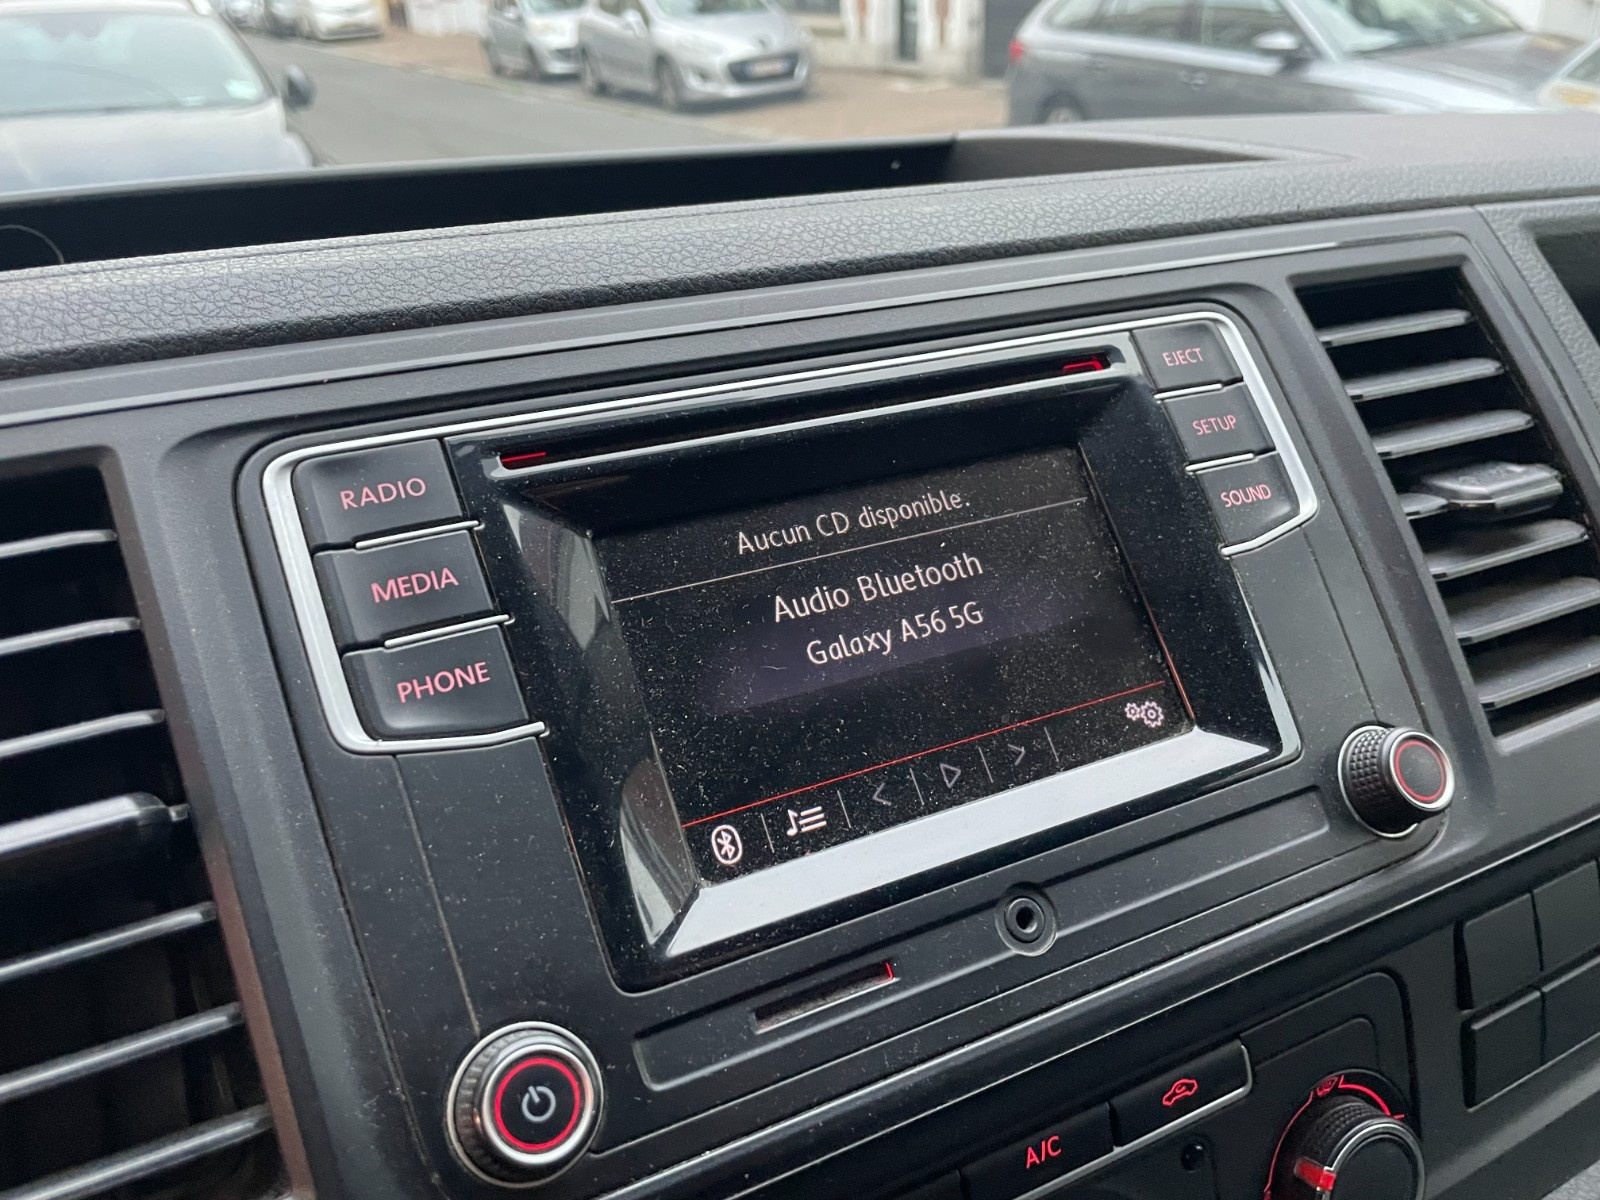 EJECT
SETUP
SOUND
RADIO
MEDIA
PHONE
Aucun CD disponible.
Audio Bluetooth
Galaxy A56 5G
A/C